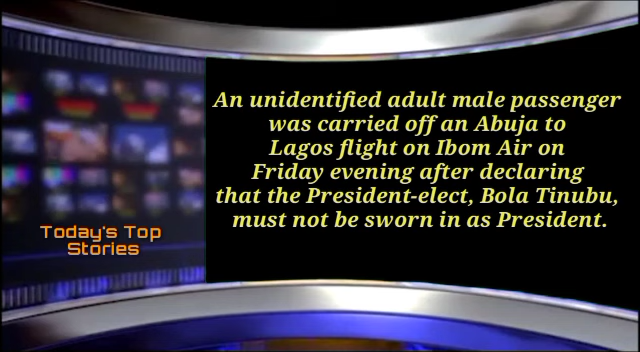 An unidentified adult male passenger
was carried off an Abuja to
Lagos flight on Ibom Air on
Friday evening after declaring
that the President-elect, Bola Tinubu,
must not be sworn in as President.
Today's Top
Stories